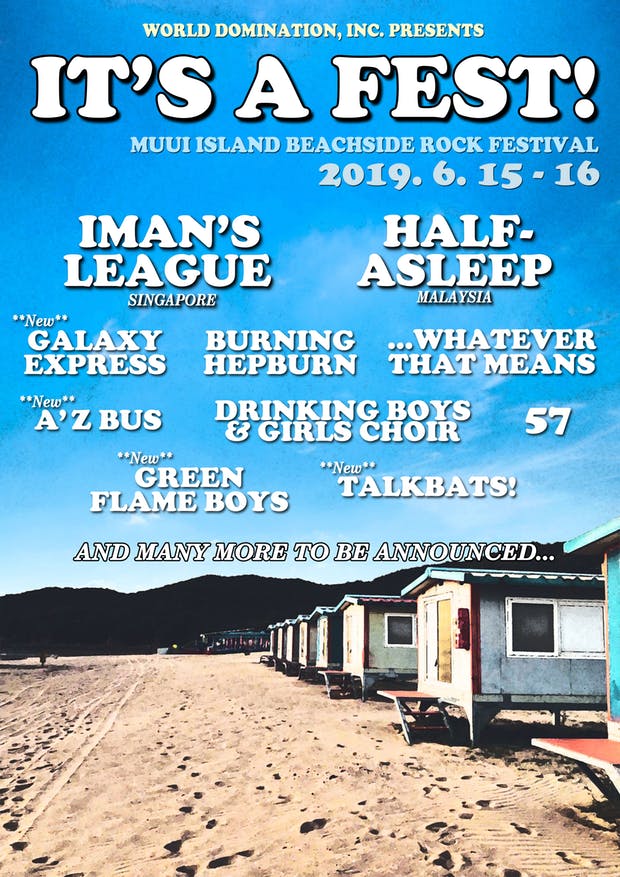 WORLD DOMINATION, INC. PRESENTS
IT'S A FEST!
MUUI ISLAND BEACHSIDE ROCK FESTIVAL
2019. 6. 15 - 16
IMAN'S
LEAGUE
SINGAPORE
HALF-
ASLEEP
MALAYSIA
**New**
GALAXY
EXPRESS
BURNING
HEPBURN
...WHATEVER
THAT MEANS
**New**
A'Z BUS
DRINKING BOYS
& GIRLS CHOIR
57
**New**
GREEN
FLAME BOYS
**New**
TALKBATS!
AND MANY MORE TO BE ANNOUNCED...